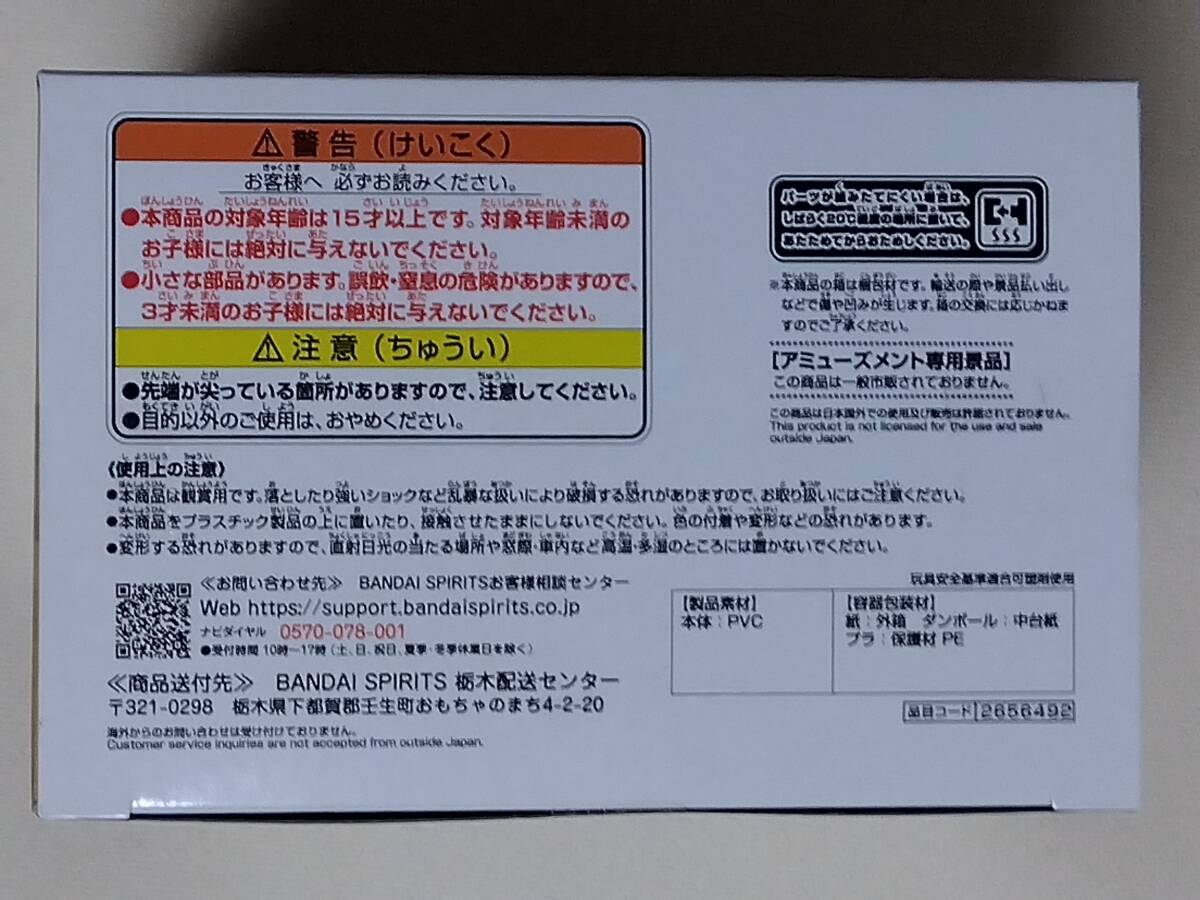 ⚠警告（けいこく）
お客様へ 必ずお読みください。
●本商品の対象年齢は15才以上です。対象年齢未満の
お子様には絶対に与えないでください。
●小さな部品があります。誤飲・窒息の危険がありますので、
3才未満のお子様には絶対に与えないでください。
⚠注意（ちゅうい）
●先端が尖っている箇所がありますので、注意してください。
●目的以外のご使用は、おやめください。
パーツが組みたてにくい場合は、
しばらく20℃程度の場所に置いて、
あたためてからおためしください。
※本商品の箱は梱包材です。輸送の際や景品払い出し
などで傷や凹みが生じます。箱の交換には応じかねま
すのでご了承ください。
【アミューズメント専用景品】
この商品は一般市販されておりません。
この商品は日本国外での使用及び販売は許諾されておりません。
This product is not licensed for the use and sale
outside Japan.
《使用上の注意》
●本商品は観賞用です。落としたり強いショックなど乱暴な扱いにより破損する恐れがありますので、お取り扱いにはご注意ください。
●本商品をプラスチック製品の上に置いたり、接触させたままにしないでください。色の付着や変形などの恐れがあります。
●変形する恐れがありますので、直射日光の当たる場所や窓際・車内など高温・多湿のところには置かないでください。
≪お問い合わせ先≫ BANDAI SPIRITSお客様相談センター
Web https://support.bandaispirits.co.jp
ナビダイヤル 0570-078-001
●受付時間 10時〜17時（土、日、祝日、夏季・冬季休業日を除く）
≪商品送付先≫ BANDAI SPIRITS 栃木配送センター
〒321-0298 栃木県下都賀郡壬生町おもちゃのまち4-2-20
海外からのお問い合わせは受け付けておりません。
Customer service inquiries are not accepted from outside Japan.
玩具安全基準適合可塑剤使用
【製品素材】
本体：PVC
【容器包装材】
紙：外箱 ダンボール：中台紙
プラ：保護材 PE
品目コード 2656492